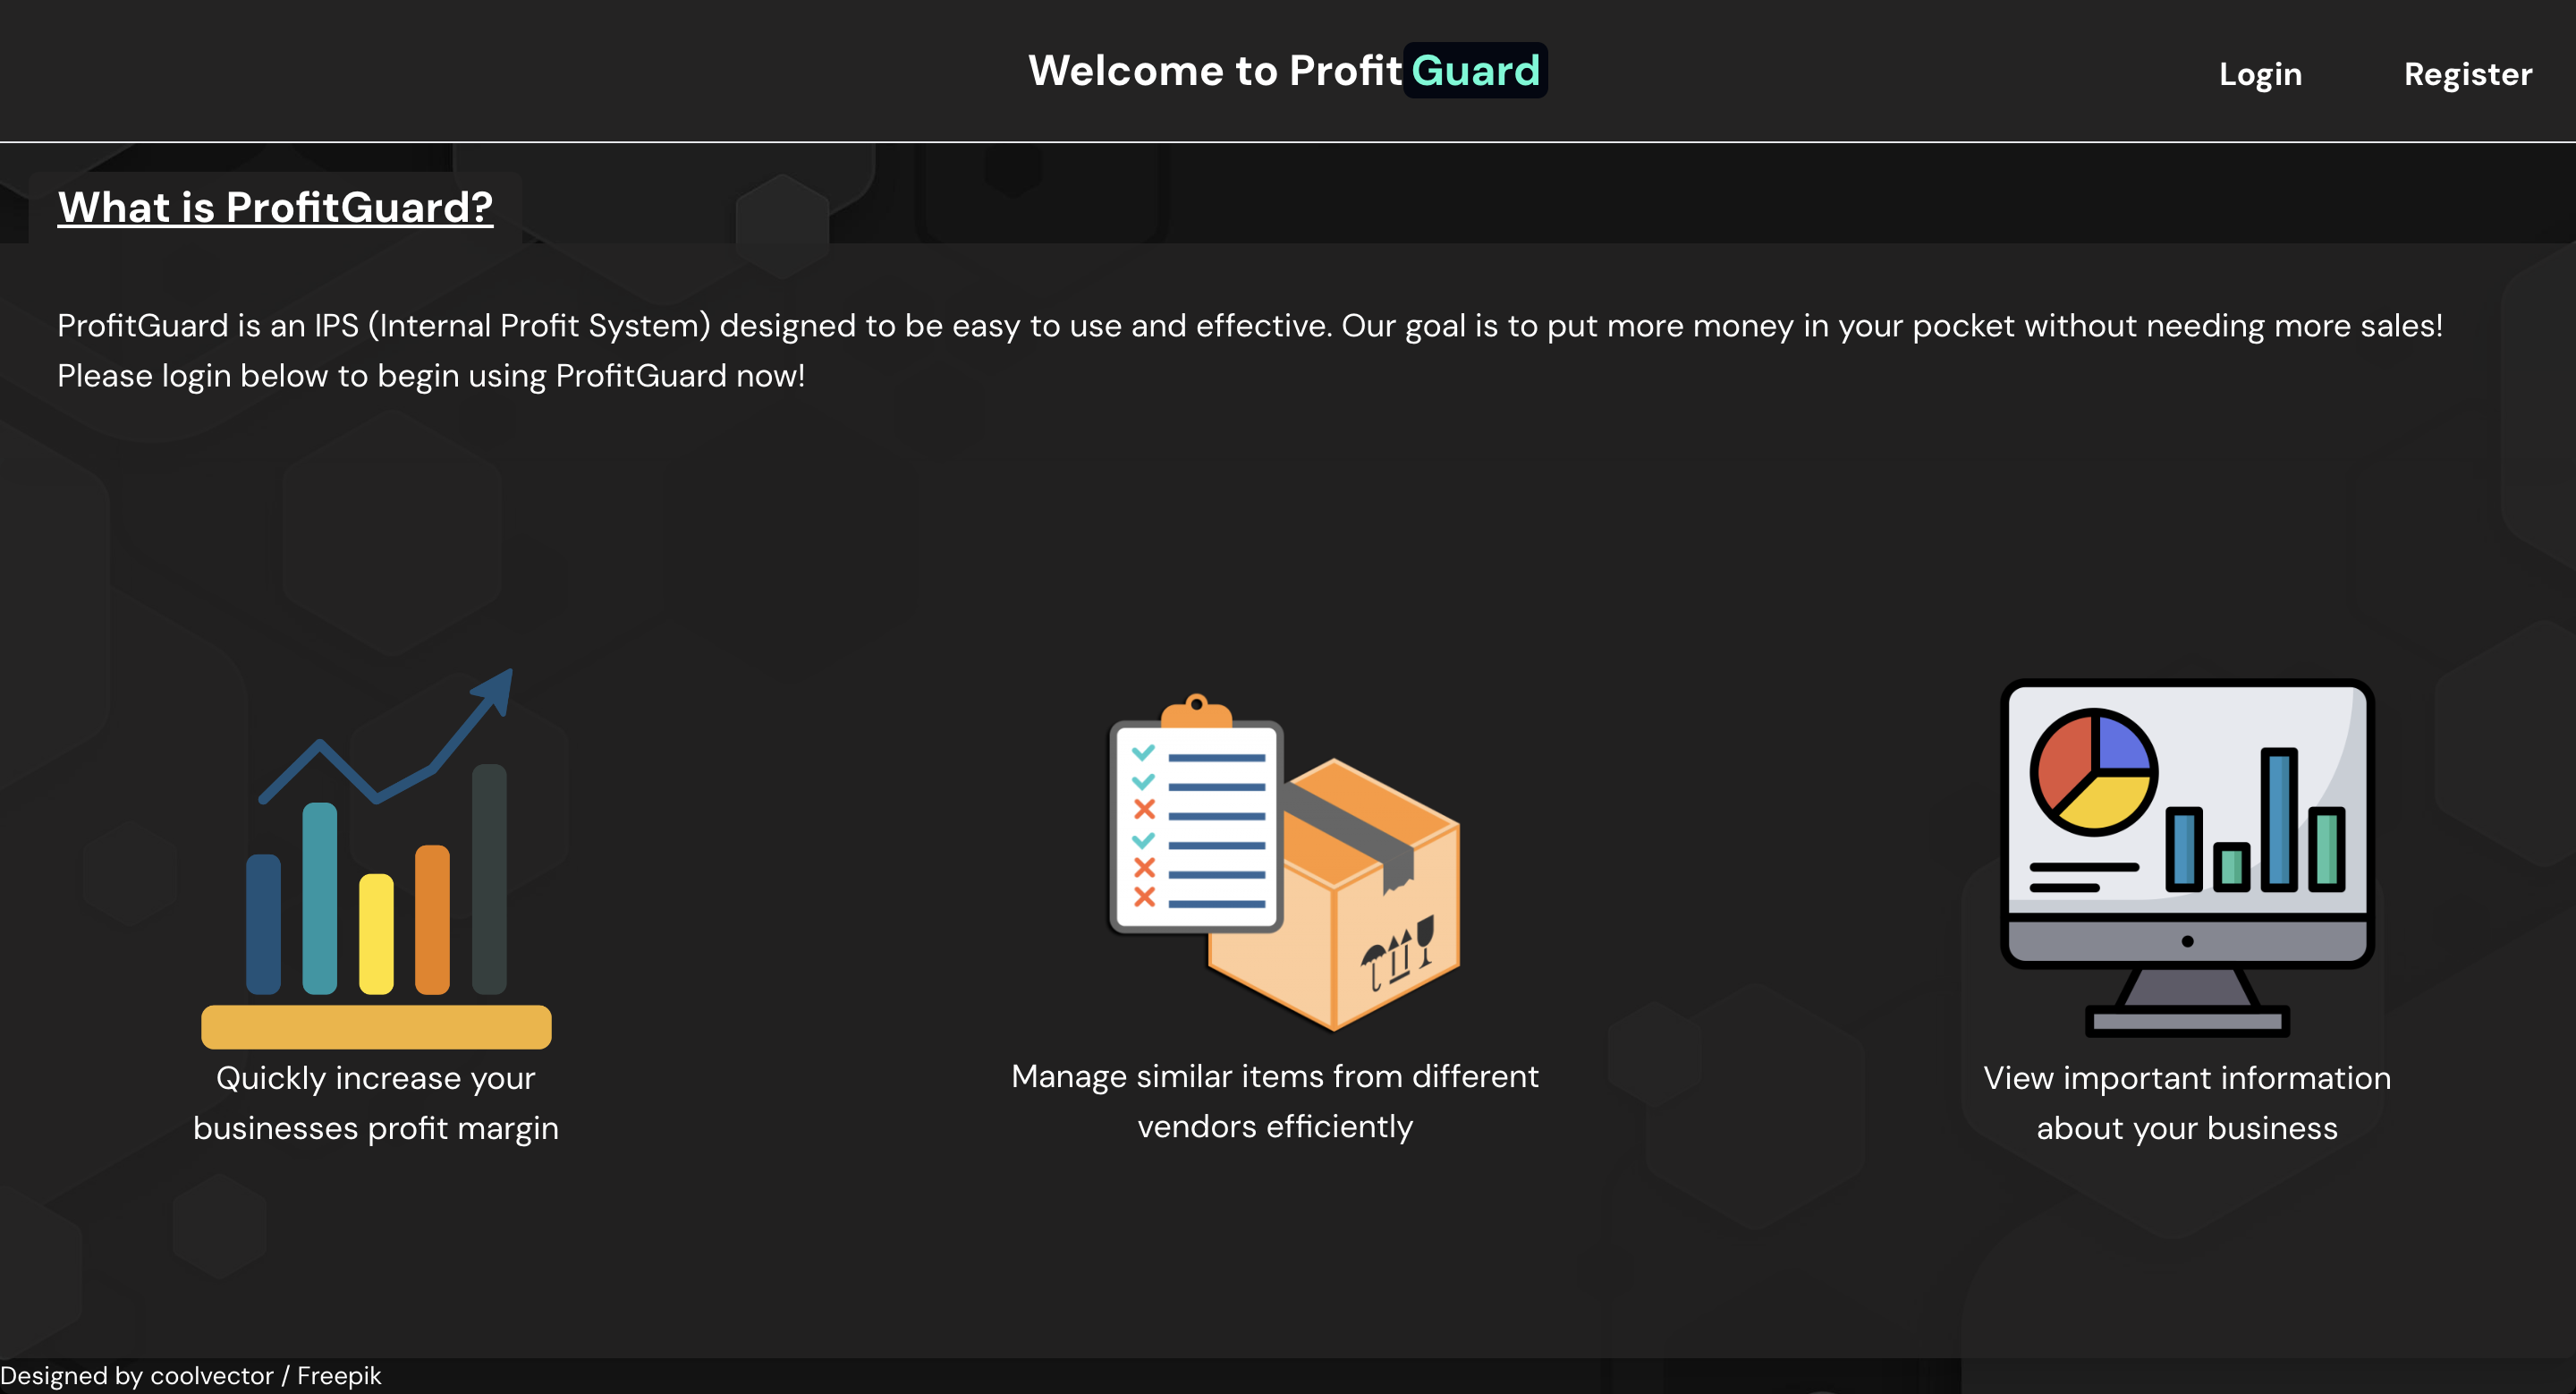 Welcome to ProfitGuard
Login
Register
What is ProfitGuard?
ProfitGuard is an IPS (Internal Profit System) designed to be easy to use and effective. Our goal is to put more money in your pocket without needing more sales!
Please login below to begin using ProfitGuard now!
Quickly increase your
businesses profit margin
Manage similar items from different
vendors efficiently
View important information
about your business
Designed by coolvector / Freepik